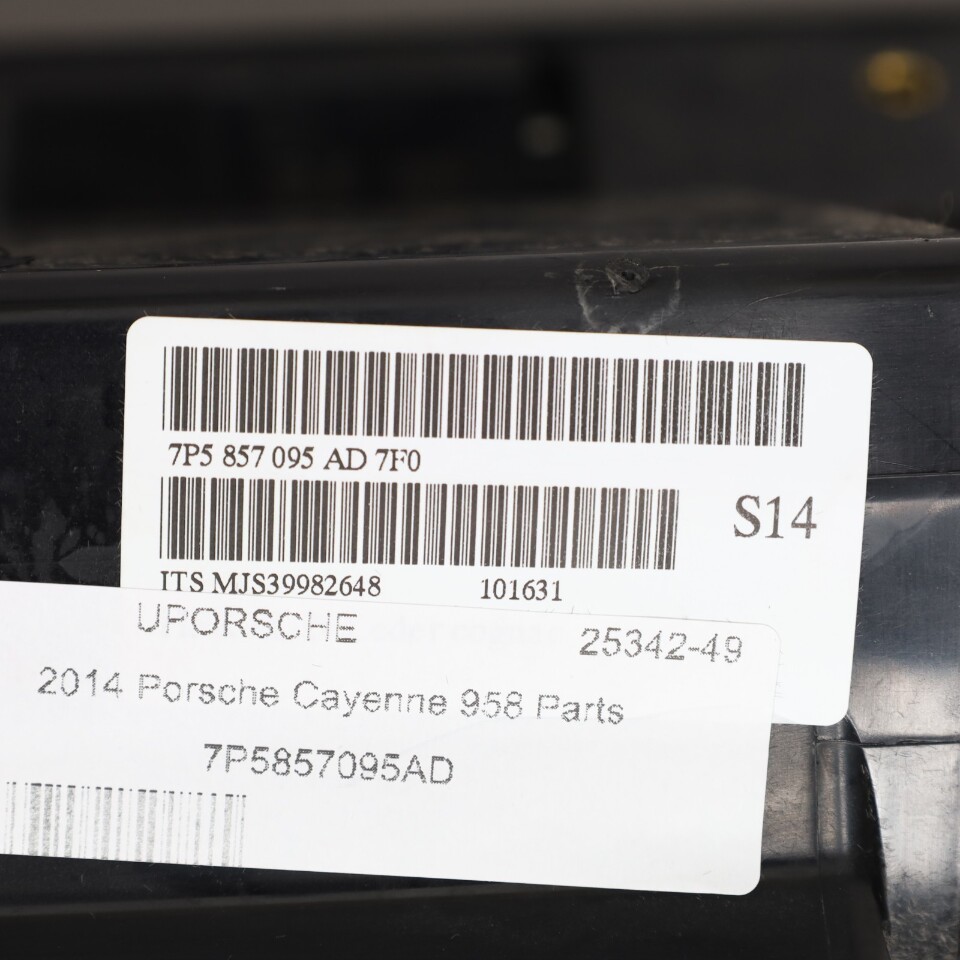 7P5 857 095 AD 7F0
S14
ITS MJS39982648 101631
UPORSCHE 25342-49
2014 Porsche Cayenne 958 Parts
7P5857095AD